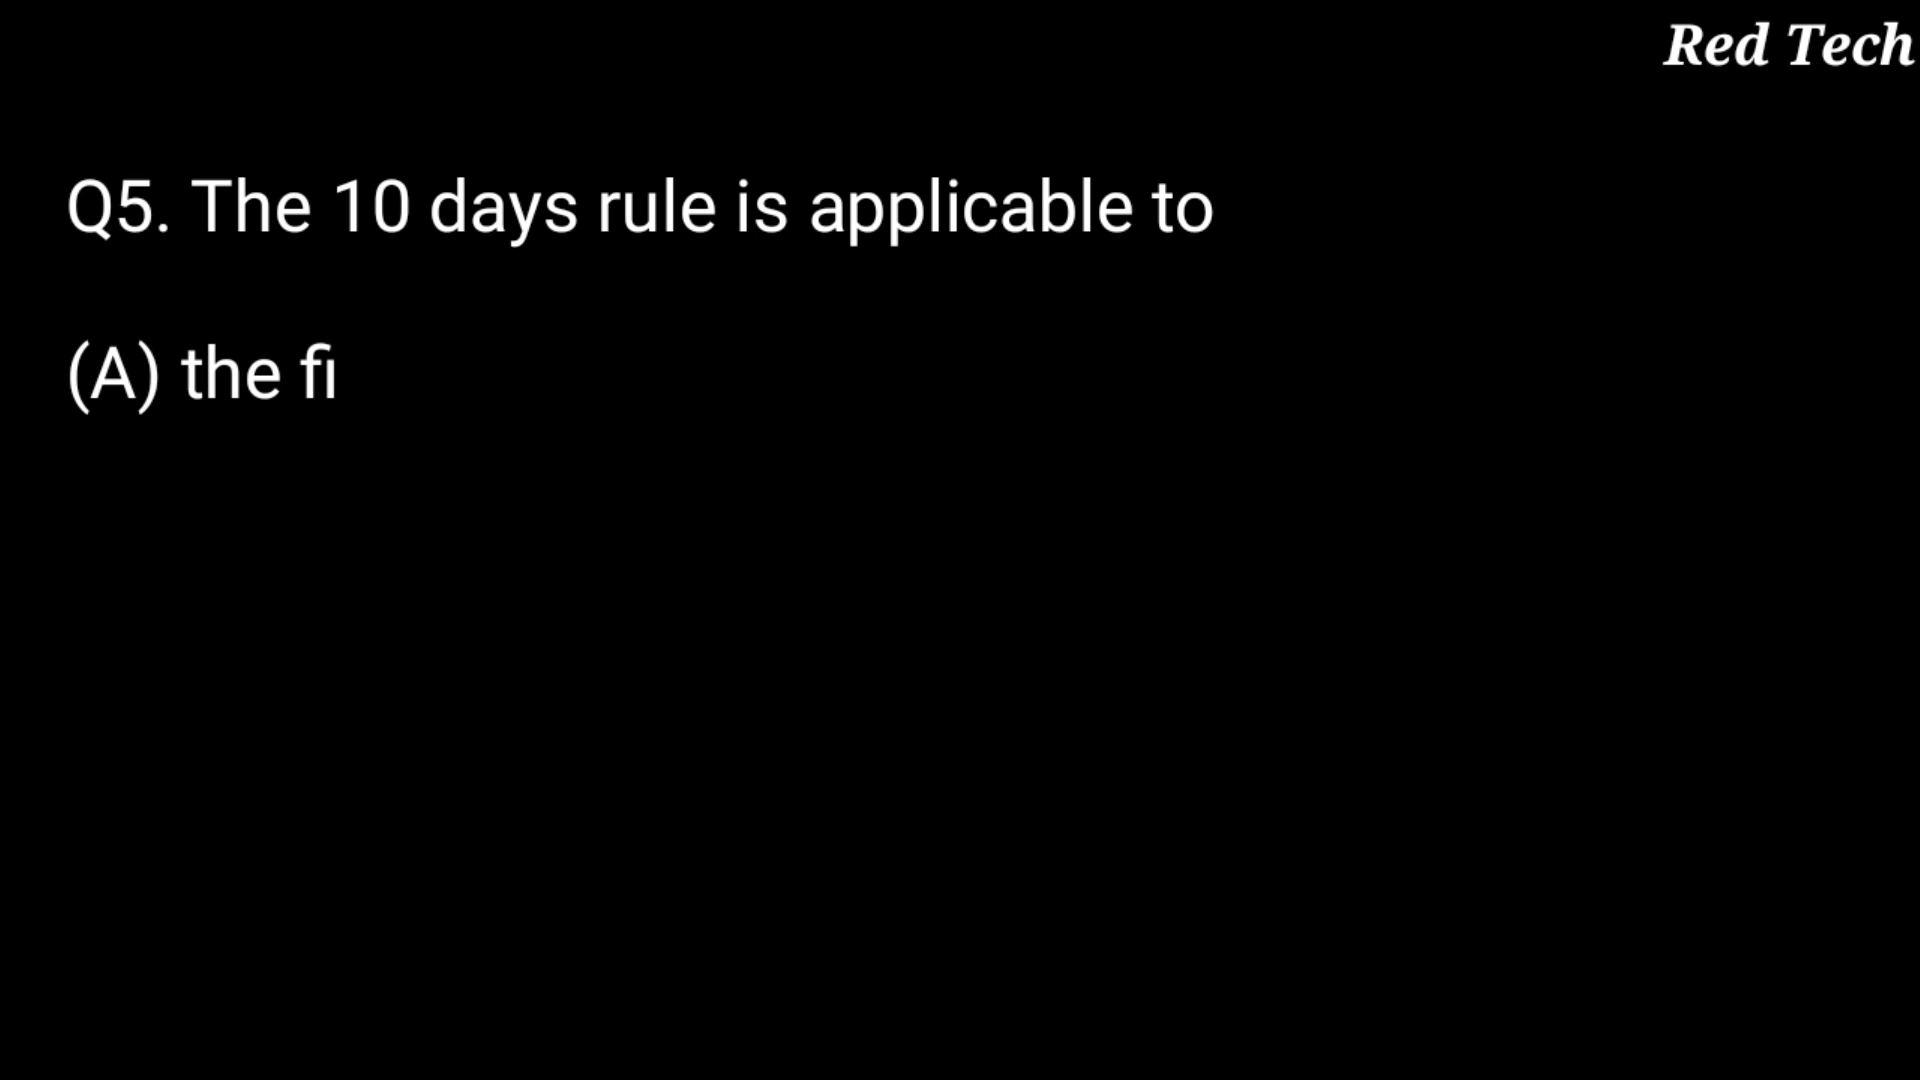 Red Tech
Q5. The 10 days rule is applicable to
(A) the fi